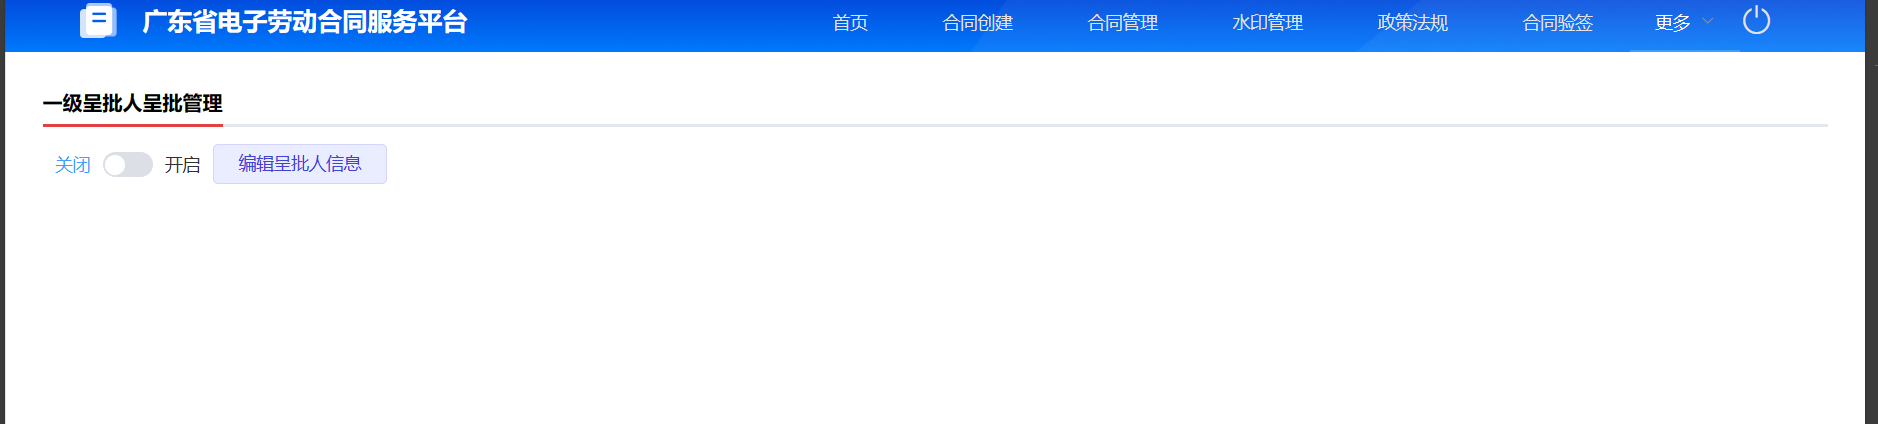 广东省电子劳动合同服务平台 首页 合同创建 合同管理 水印管理 政策法规 合同验签 更多
一级呈批人呈批管理
关闭 开启 编辑呈批人信息